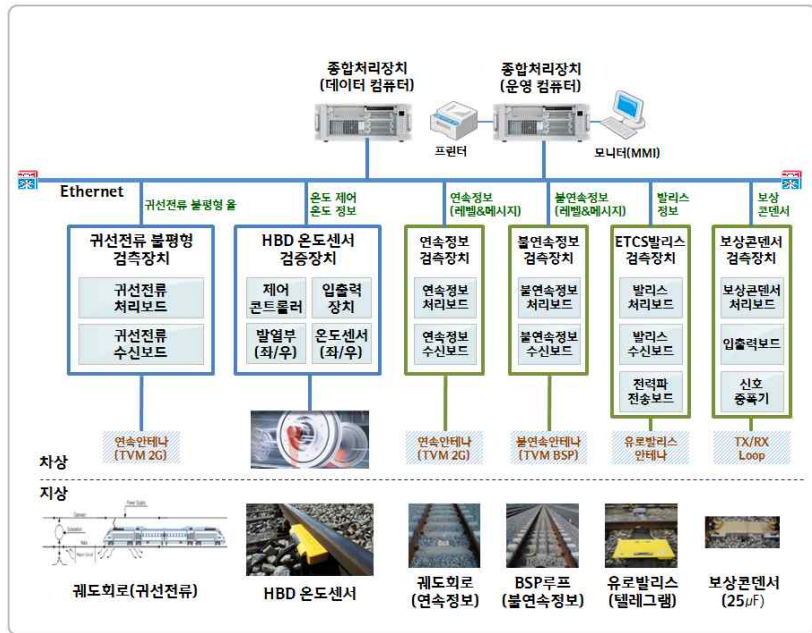 종합처리장치
(데이터 컴퓨터)
종합처리장치
(운영 컴퓨터)
프린터
모니터(MMI)
Ethernet
귀선전류 불평형 율
온도 제어
온도 정보
연속정보
(레벨&메시지)
불연속정보
(레벨&메시지)
발리스
정보
보상
콘덴서
귀선전류 불평형
검측장치
귀선전류
처리보드
귀선전류
수신보드
HBD 온도센서
검증장치
제어
콘트롤러
입출력
장치
발열부
(좌/우)
온도센서
(좌/우)
연속정보
검측장치
연속정보
처리보드
연속정보
수신보드
불연속정보
검측장치
불연속정보
처리보드
불연속정보
수신보드
ETCS발리스
검측장치
발리스
처리보드
발리스
수신보드
전력파
전송보드
보상콘덴서
검측장치
보상콘덴서
처리보드
입출력보드
신호
증폭기
연속안테나
(TVM 2G)
연속안테나
(TVM 2G)
불연속안테나
(TVM BSP)
유로발리스
안테나
TX/RX
Loop
차상
지상
Power Supply
궤도회로(귀선전류)
HBD 온도센서
궤도회로
(연속정보)
BSP루프
(불연속정보)
유로발리스
(텔레그램)
보상콘덴서
(25μF)